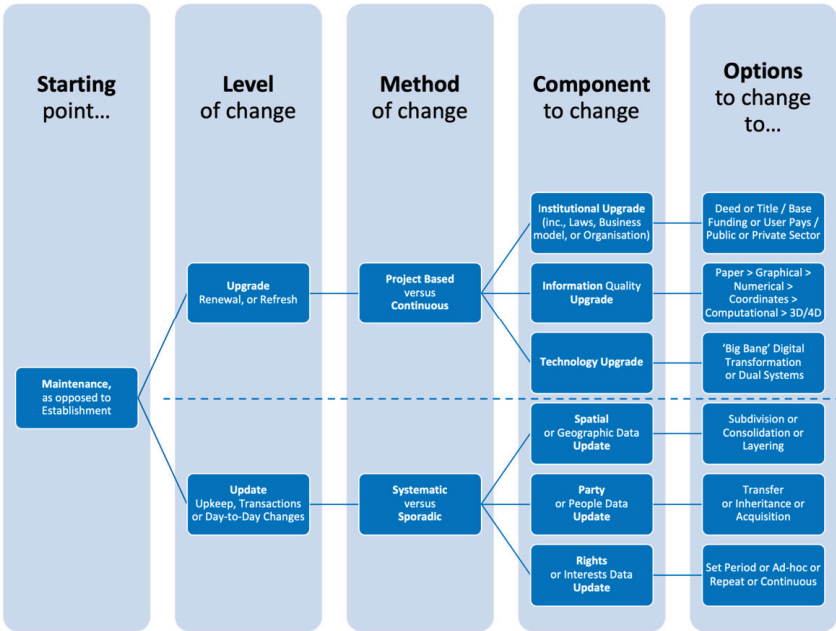 Starting
point…
Level
of change
Method
of change
Component
to change
Options
to change
to…
Maintenance,
as opposed to
Establishment
Upgrade
Renewal, or Refresh
Project Based
versus
Continuous
Institutional Upgrade
(inc., Laws, Business
model, or Organisation)
Deed or Title / Base
Funding or User Pays /
Public or Private Sector
Information Quality
Upgrade
Paper > Graphical >
Numerical >
Coordinates >
Computational > 3D/4D
Technology Upgrade
‘Big Bang’ Digital
Transformation
or Dual Systems
Update
Upkeep, Transactions
or Day-to-Day Changes
Systematic
versus
Sporadic
Spatial
or Geographic Data
Update
Subdivision or
Consolidation or
Layering
Party
or People Data
Update
Transfer
or Inheritance or
Acquisition
Rights
or Interests Data
Update
Set Period or Ad-hoc or
Repeat or Continuous